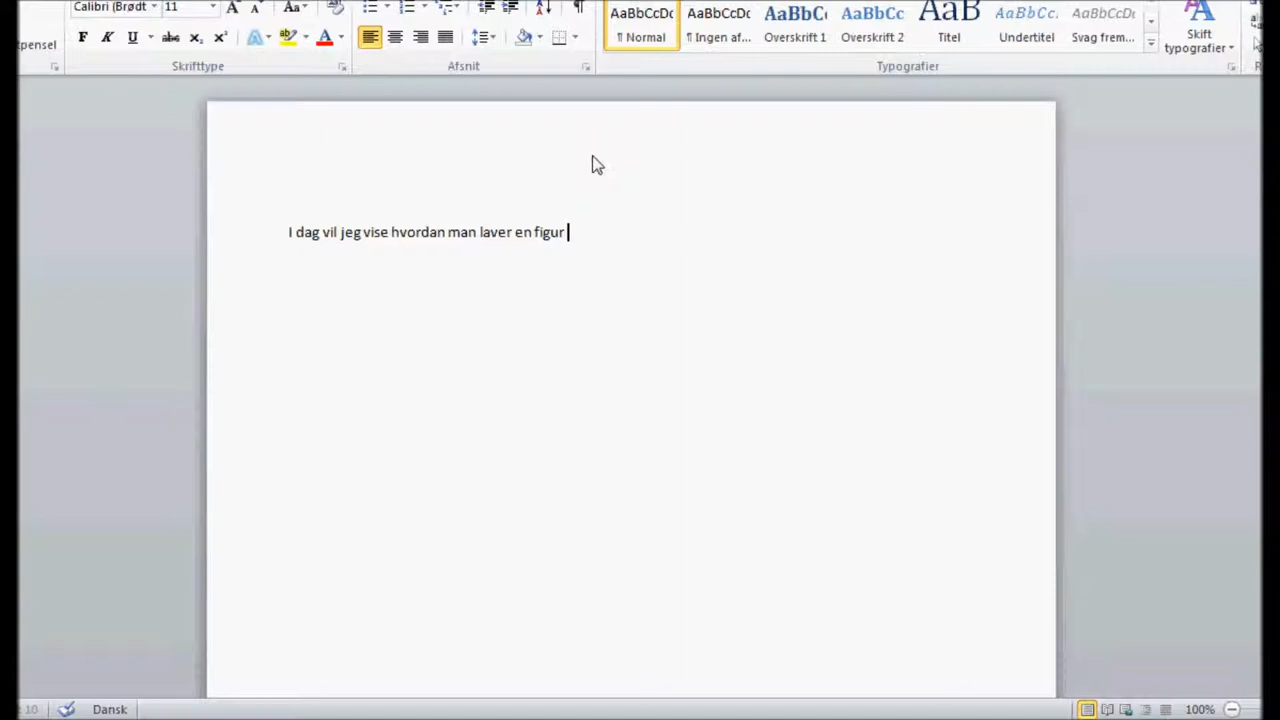 Calibri (Brødt 11 Aa
AaBbCcDc AaBbCcDc AaBbC AaBbCc AaB AaBbCc. AaBbCcDc
pensel F K U abc x₂ x² A A
¶ Normal ¶ Ingen af... Overskrift 1 Overskrift 2 Titel Undertitel Svag frem... Skift
typografier
Skrifttype Afsnit Typografier
I dag vil jeg vise hvordan man laver en figur
10 Dansk 100%